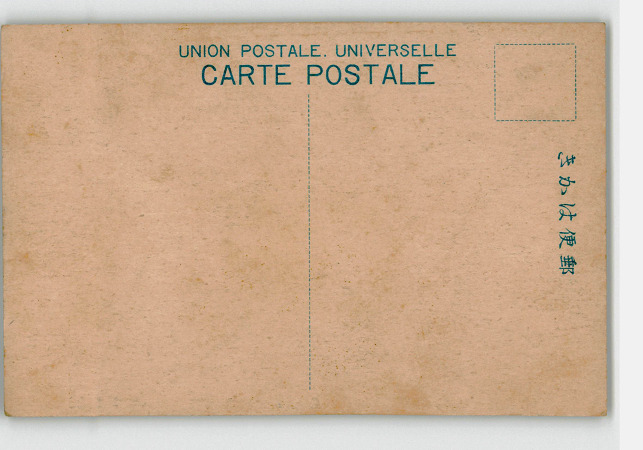 UNION POSTALE. UNIVERSELLE
CARTE POSTALE
郵便はかき